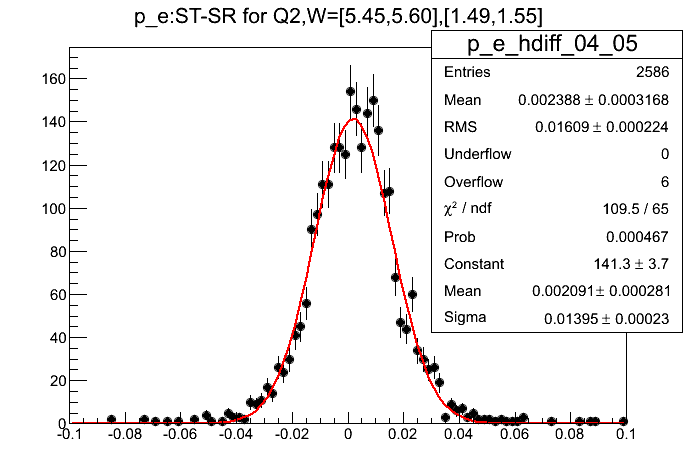 p_e:ST-SR for Q2,W=[5.45,5.60],[1.49,1.55]
p_e_hdiff_04_05
Entries 2586
Mean 0.002388 ± 0.0003168
RMS 0.01609 ± 0.000224
Underflow 0
Overflow 6
χ² / ndf 109.5 / 65
Prob 0.000467
Constant 141.3 ± 3.7
Mean 0.002091 ± 0.000281
Sigma 0.01395 ± 0.00023
160
140
120
100
80
60
40
20
0
-0.1 -0.08 -0.06 -0.04 -0.02 0 0.02 0.04 0.06 0.08 0.1